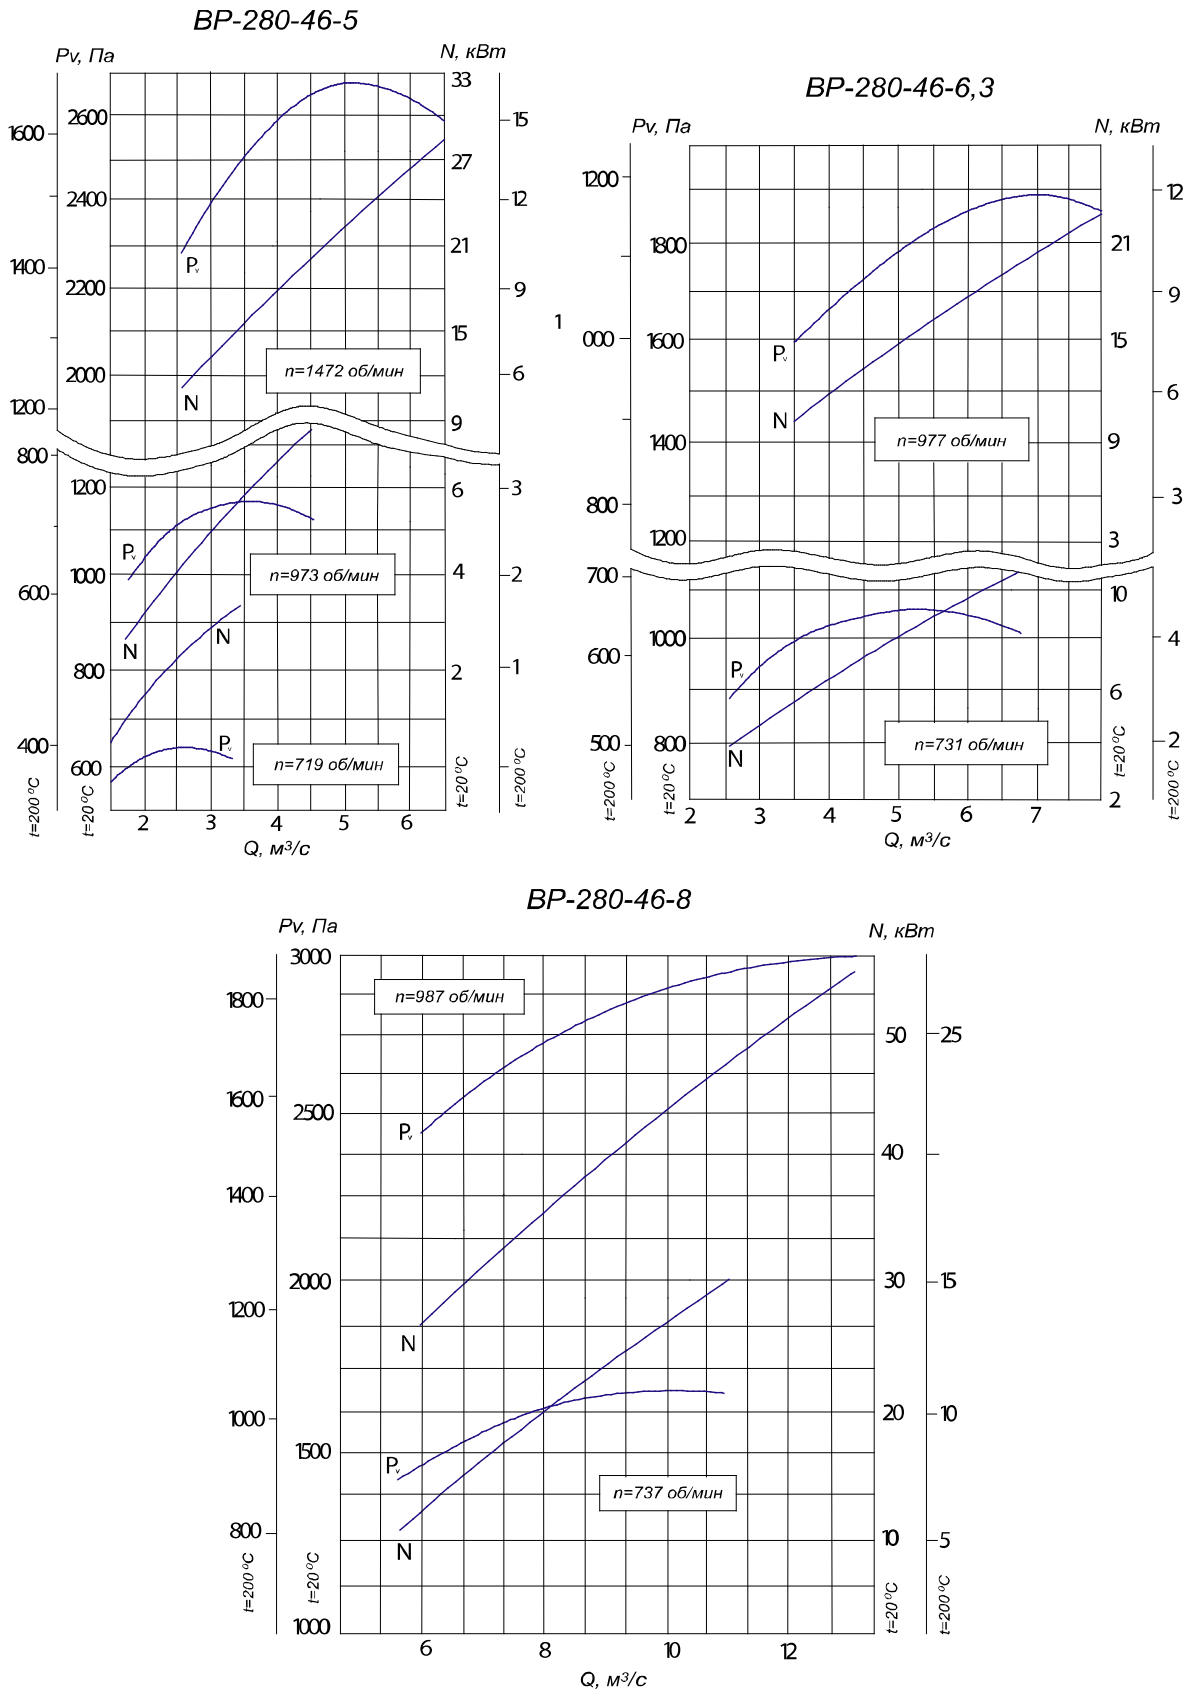 ВР-280-46-5
Pv, Па
N, кВт
1600
1400
1200
800
600
400
t=200°C
2600
2400
2200
2000
1200
1000
800
600
t=20°C
33
27
21
15
9
6
4
2
t=20°C
15
12
9
6
3
2
1
t=200°C
Pv
N
n=1472 об/мин
Pv
N
n=973 об/мин
N
Pv
n=719 об/мин
2 3 4 5 6
Q, м³/с
ВР-280-46-6,3
Pv, Па
N, кВт
1200
1 000
800
700
600
500
t=200°C
1800
1600
1400
1200
1000
800
t=20°C
21
15
9
3
10
6
t=20°C
2
12
9
6
3
4
2
t=200°C
Pv
N
n=977 об/мин
Pv
N
n=731 об/мин
2 3 4 5 6 7
Q, м³/с
ВР-280-46-8
Pv, Па
N, кВт
1800
1600
1400
1200
1000
800
t=200°C
3000
2500
2000
1500
t=20°C
1000
50
40
30
20
10
t=20°C
25
15
10
5
t=200°C
n=987 об/мин
Pv
N
Pv
N
n=737 об/мин
6 8 10 12
Q, м³/с